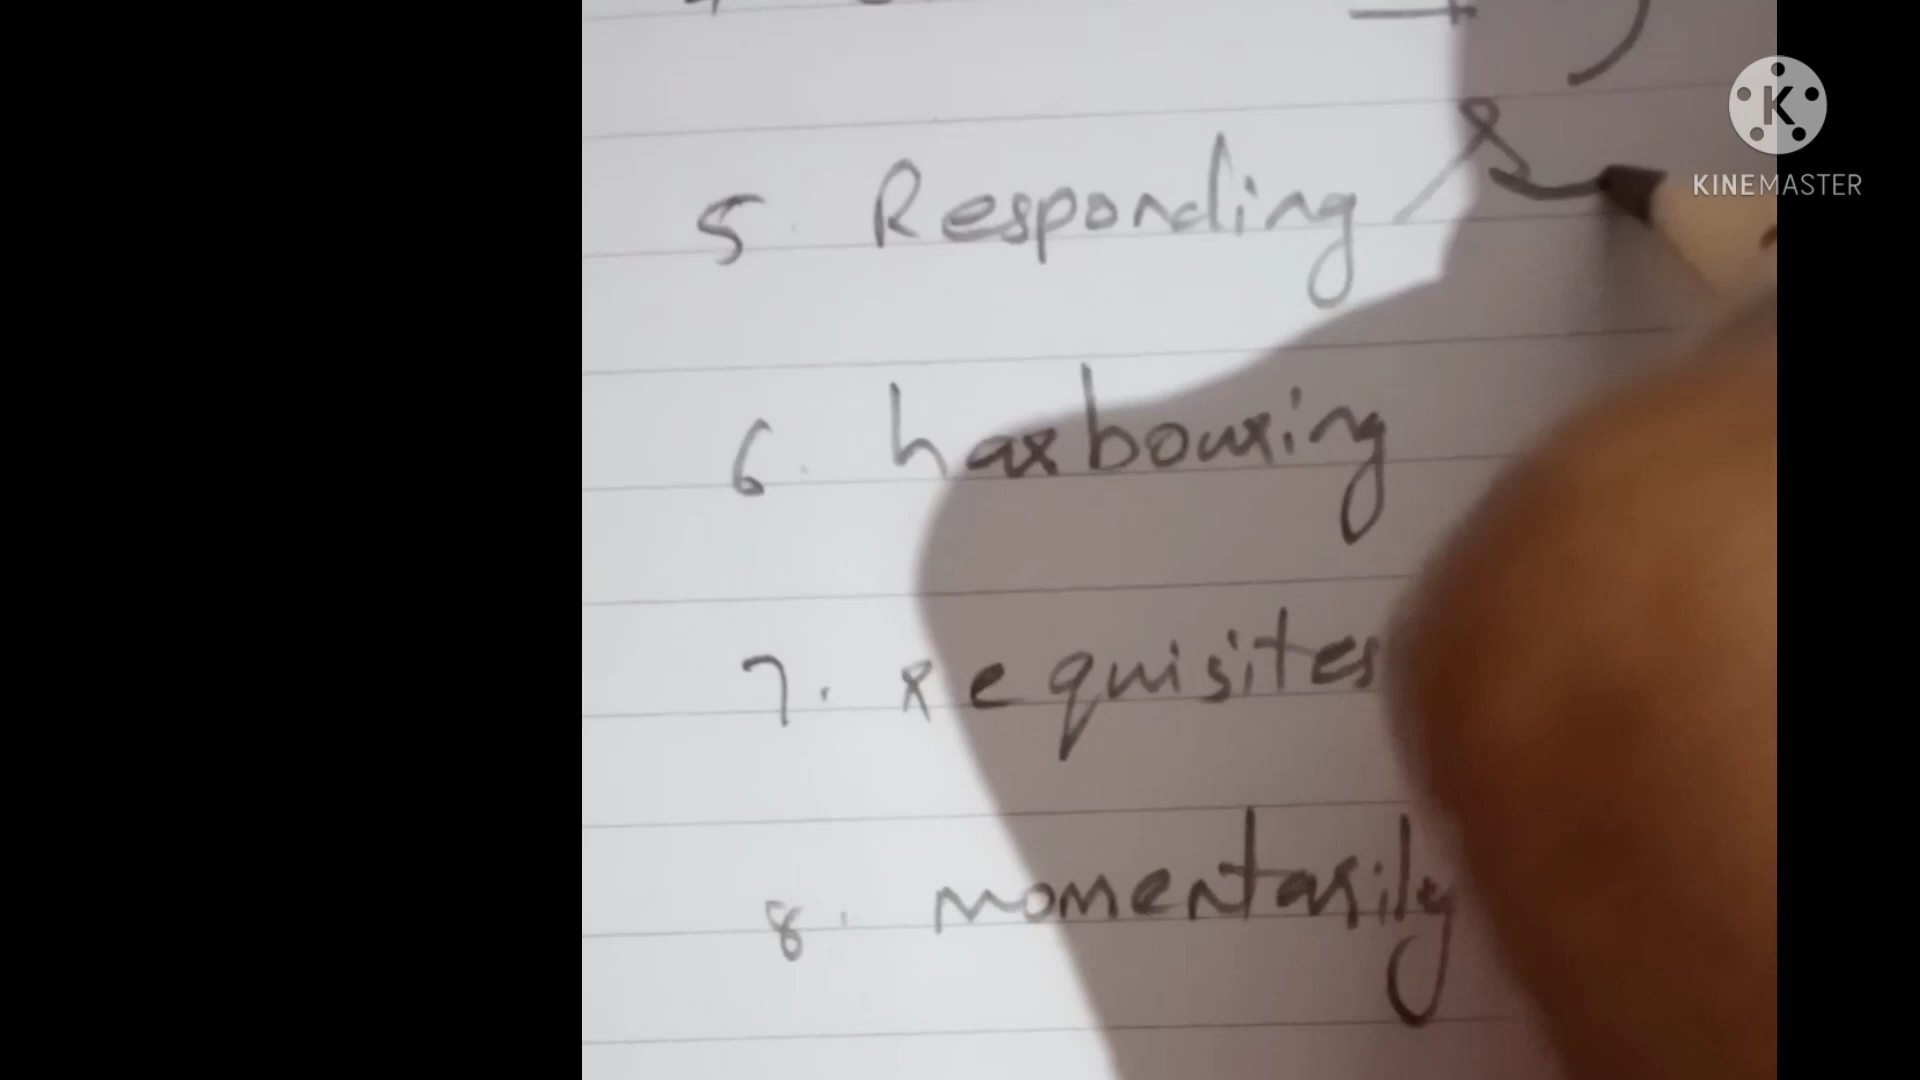 5. Responding
6. harbouring
7. requisites
8. momentarily
KINEMASTER